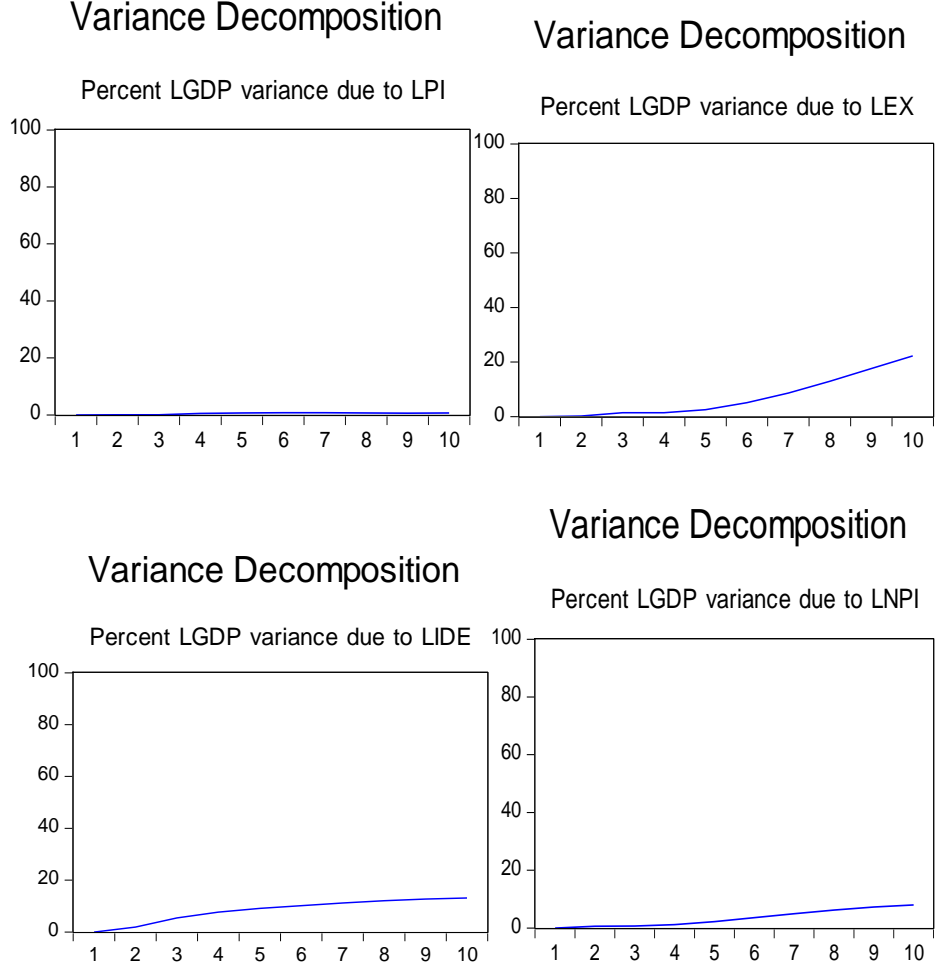 Variance Decomposition
Percent LGDP variance due to LPI
100
80
60
40
20
0
1 2 3 4 5 6 7 8 9 10
Variance Decomposition
Percent LGDP variance due to LEX
100
80
60
40
20
0
1 2 3 4 5 6 7 8 9 10
Variance Decomposition
Percent LGDP variance due to LIDE
100
80
60
40
20
0
1 2 3 4 5 6 7 8 9 10
Variance Decomposition
Percent LGDP variance due to LNPI
100
80
60
40
20
0
1 2 3 4 5 6 7 8 9 10